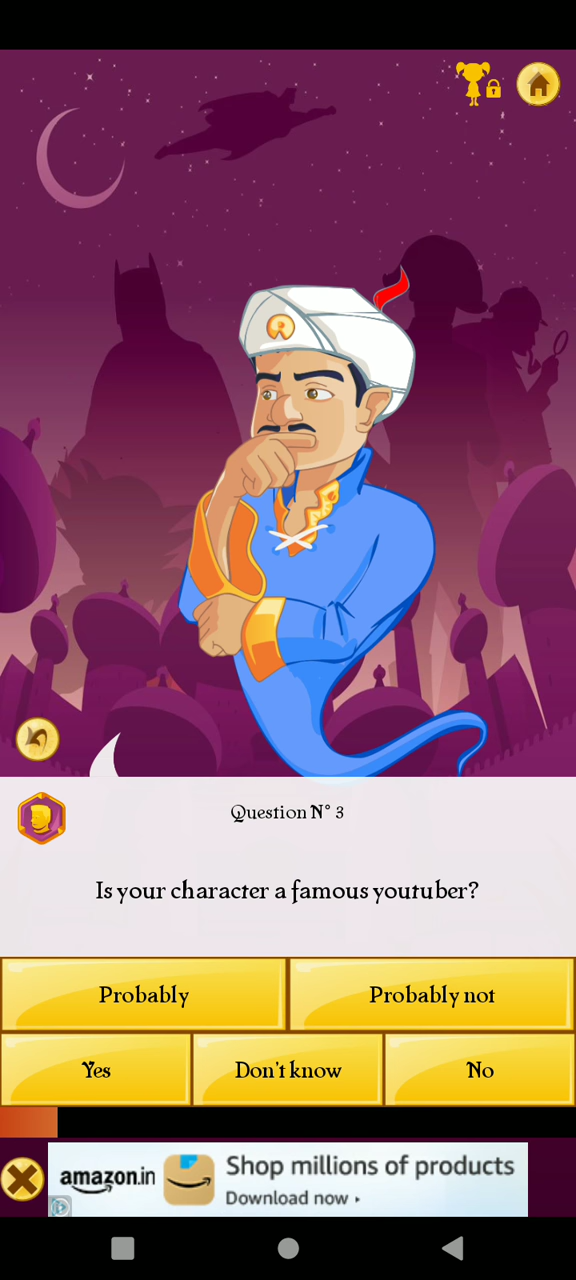 Question N° 3
Is your character a famous youtuber?
Probably
Probably not
Yes
Don't know
No
amazon.in
Shop millions of products
Download now ▸